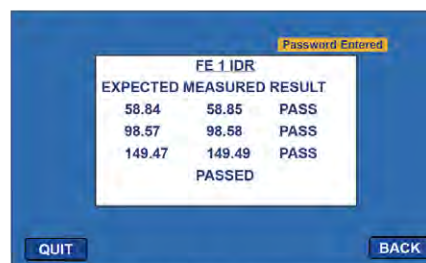 Password Entered
FE 1 IDR
EXPECTED MEASURED RESULT
58.84 58.85 PASS
98.57 98.58 PASS
149.47 149.49 PASS
PASSED
QUIT BACK